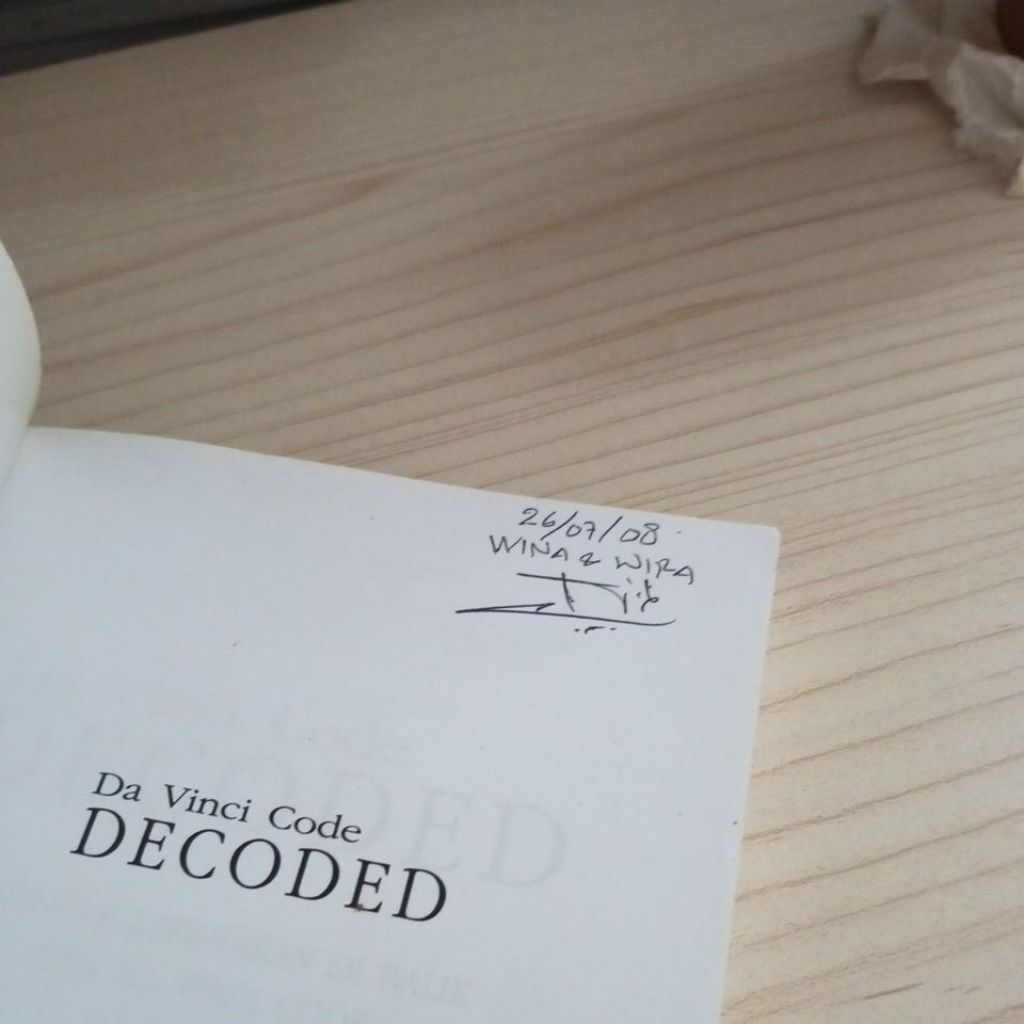 26/07/08
WINA & WIRA
Da Vinci Code
DECODED